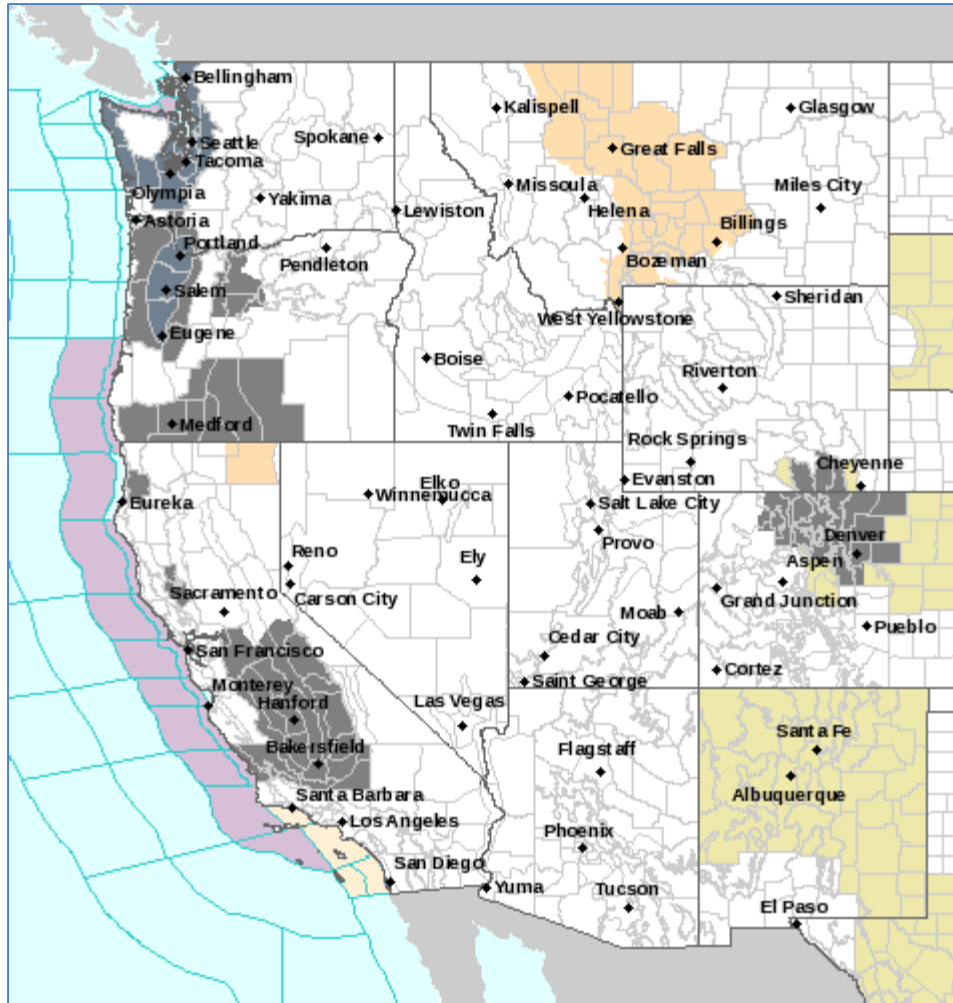 Bellingham
Kalispell
Glasgow
Spokane
Seattle
Great Falls
Tacoma
Missoula
Miles City
Olympia
Yakima
Helena
Lewiston
Astoria
Billings
Portland
Bozeman
Pendleton
Salem
Sheridan
West Yellowstone
Eugene
Boise
Riverton
Pocatello
Medford
Twin Falls
Rock Springs
Cheyenne
Elko
Evanston
Winnemucca
Eureka
Salt Lake City
Denver
Provo
Reno
Ely
Aspen
Sacramento
Carson City
Grand Junction
Moab
Pueblo
Cedar City
San Francisco
Cortez
Monterey
Saint George
Hanford
Las Vegas
Bakersfield
Flagstaff
Santa Fe
Albuquerque
Santa Barbara
Los Angeles
Phoenix
San Diego
Yuma
Tucson
El Paso